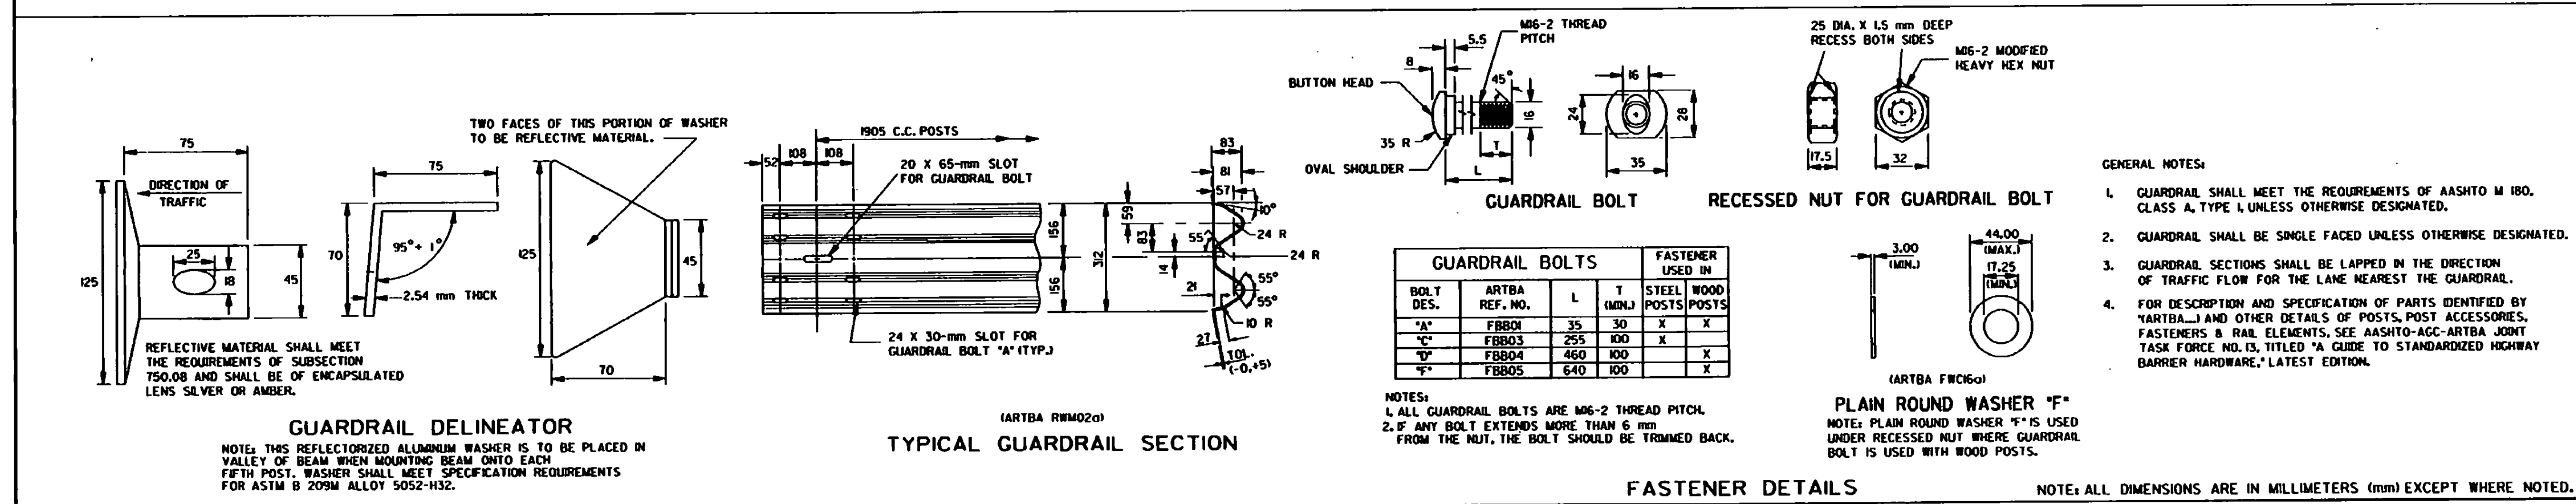 75
DIRECTION OF
TRAFFIC
125
25
18
45
75
70
95°+ 1°
2.54 mm THICK
TWO FACES OF THIS PORTION OF WASHER
TO BE REFLECTIVE MATERIAL.
125
45
70
REFLECTIVE MATERIAL SHALL MEET
THE REQUIREMENTS OF SUBSECTION
750.08 AND SHALL BE OF ENCAPSULATED
LENS SILVER OR AMBER.
GUARDRAIL DELINEATOR
NOTE: THIS REFLECTORIZED ALUMINUM WASHER IS TO BE PLACED IN
VALLEY OF BEAM WHEN MOUNTING BEAM ONTO EACH
FIFTH POST. WASHER SHALL MEET SPECIFICATION REQUIREMENTS
FOR ASTM B 209M ALLOY 5052-H32.
1905 C.C. POSTS
52
108
108
20 X 65-mm SLOT
FOR GUARDRAIL BOLT
24 X 30-mm SLOT FOR
GUARDRAIL BOLT "A" (TYP.)
156
156
312
83
81
57
59
10°
24 R
55
83
14
24 R
55°
55°
21
10 R
27
TOL.
(-0,+5)
(ARTBA RWM02a)
TYPICAL GUARDRAIL SECTION
M16-2 THREAD
PITCH
5.5
8
BUTTON HEAD
45°
16
35 R
T
OVAL SHOULDER
L
16
24
28
35
GUARDRAIL BOLT
25 DIA. X 1.5 mm DEEP
RECESS BOTH SIDES
M16-2 MODIFIED
HEAVY HEX NUT
17.5
32
RECESSED NUT FOR GUARDRAIL BOLT
GUARDRAIL BOLTS
FASTENER
USED IN
BOLT DES. ARTBA REF. NO. L T (MIN.) STEEL POSTS WOOD POSTS
"A" FBB01 35 30 X X
"C" FBB03 255 100 X
"D" FBB04 460 100 X
"F" FBB05 640 100 X
NOTES:
1. ALL GUARDRAIL BOLTS ARE M16-2 THREAD PITCH.
2. IF ANY BOLT EXTENDS MORE THAN 6 mm
FROM THE NUT, THE BOLT SHOULD BE TRIMMED BACK.
3.00
(MIN.)
44.00
(MAX.)
17.25
(MIN.)
(ARTBA FWC16a)
PLAIN ROUND WASHER "F"
NOTE: PLAIN ROUND WASHER "F" IS USED
UNDER RECESSED NUT WHERE GUARDRAIL
BOLT IS USED WITH WOOD POSTS.
FASTENER DETAILS
GENERAL NOTES:
1. GUARDRAIL SHALL MEET THE REQUIREMENTS OF AASHTO M 180,
CLASS A, TYPE 1, UNLESS OTHERWISE DESIGNATED.
2. GUARDRAIL SHALL BE SINGLE FACED UNLESS OTHERWISE DESIGNATED.
3. GUARDRAIL SECTIONS SHALL BE LAPPED IN THE DIRECTION
OF TRAFFIC FLOW FOR THE LANE NEAREST THE GUARDRAIL.
4. FOR DESCRIPTION AND SPECIFICATION OF PARTS IDENTIFIED BY
"(ARTBA...) AND OTHER DETAILS OF POSTS, POST ACCESSORIES,
FASTENERS & RAIL ELEMENTS, SEE AASHTO-AGC-ARTBA JOINT
TASK FORCE NO. 13, TITLED "A GUIDE TO STANDARDIZED HIGHWAY
BARRIER HARDWARE," LATEST EDITION.
NOTE: ALL DIMENSIONS ARE IN MILLIMETERS (mm) EXCEPT WHERE NOTED.